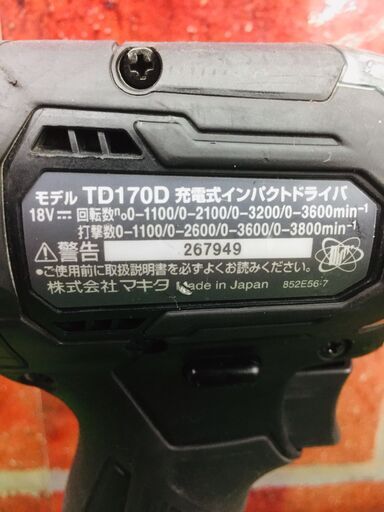 モデル TD170D 充電式インパクトドライバ
18V⎓ 回転数n0 0-1100/0-2100/0-3200/0-3600min-1
打撃数0-1100/0-2600/0-3600/0-3800min-1
⚠警告 267949
●ご使用前に取扱説明書を必ずよくお読みください。
株式会社 マキタ Made in Japan 852E56-7